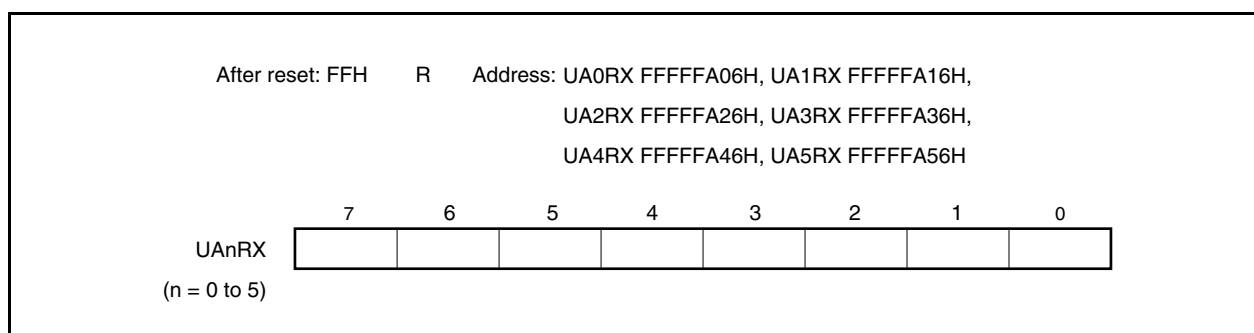 After reset: FFH R Address: UA0RX FFFFFA06H, UA1RX FFFFFA16H,
UA2RX FFFFFA26H, UA3RX FFFFFA36H,
UA4RX FFFFFA46H, UA5RX FFFFFA56H
7 6 5 4 3 2 1 0
UAnRX
(n = 0 to 5)